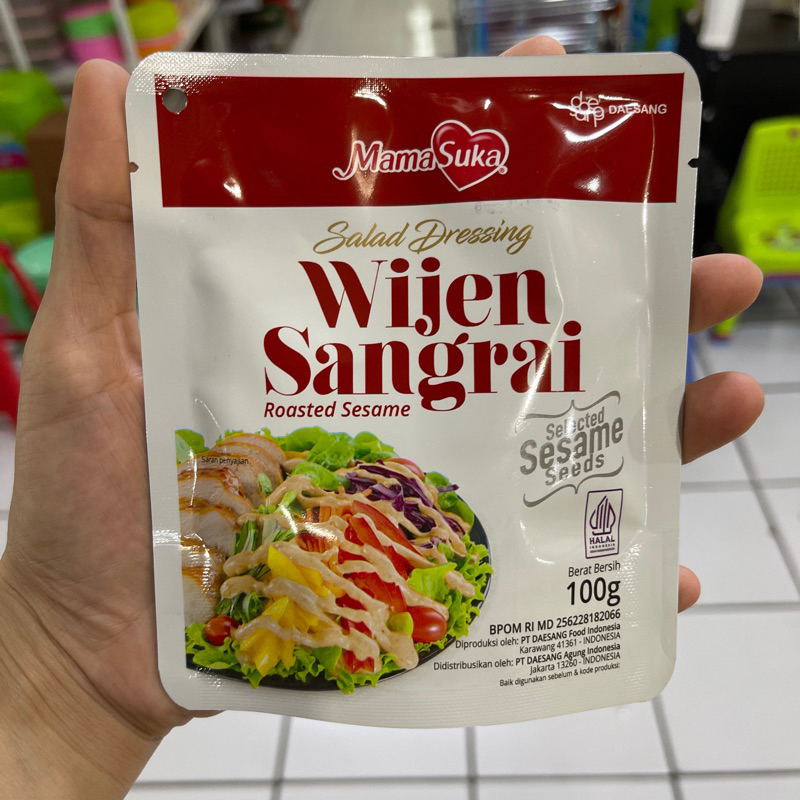 daesang DAESANG
MamaSuka
Salad Dressing
Wijen
Sangrai
Roasted Sesame
Selected
Sesame
Seeds
Saran penyajian
HALAL
INDONESIA
Berat Bersih
100g
BPOM RI MD 256228182066
Diproduksi oleh: PT DAESANG Food Indonesia
Karawang 41361 - INDONESIA
Didistribusikan oleh: PT DAESANG Agung Indonesia
Jakarta 13260 - INDONESIA
Baik digunakan sebelum & kode produksi: